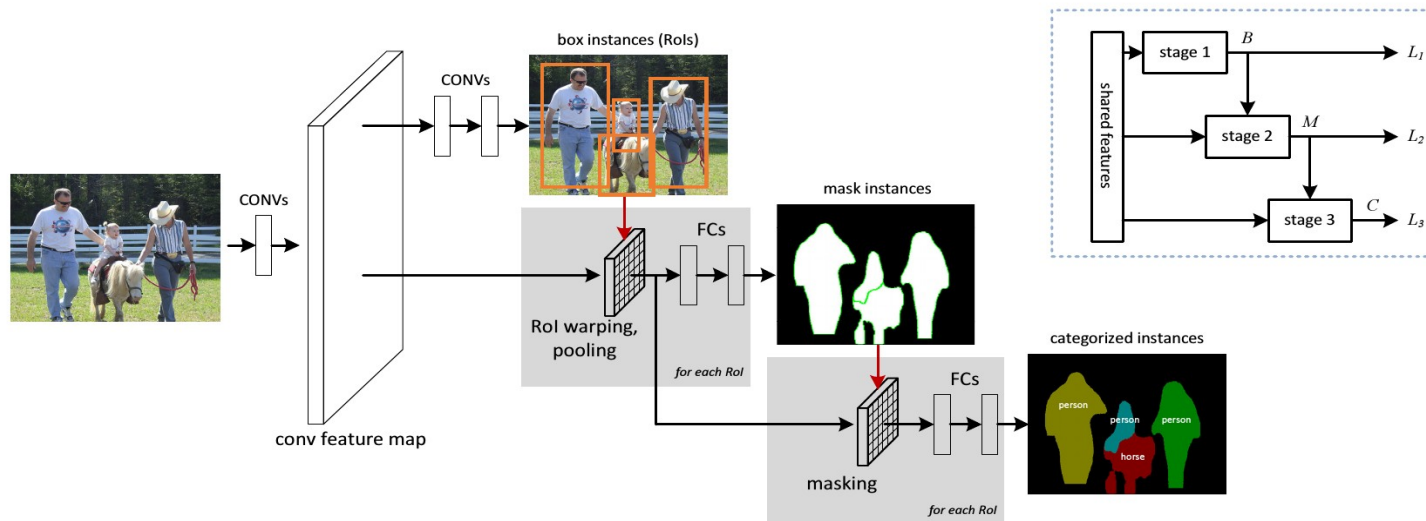 CONVs
conv feature map
CONVs
box instances (RoIs)
RoI warping,
pooling
FCs
for each RoI
mask instances
masking
FCs
for each RoI
categorized instances
person
person
person
horse
shared features
stage 1
B
L1
stage 2
M
L2
stage 3
C
L3